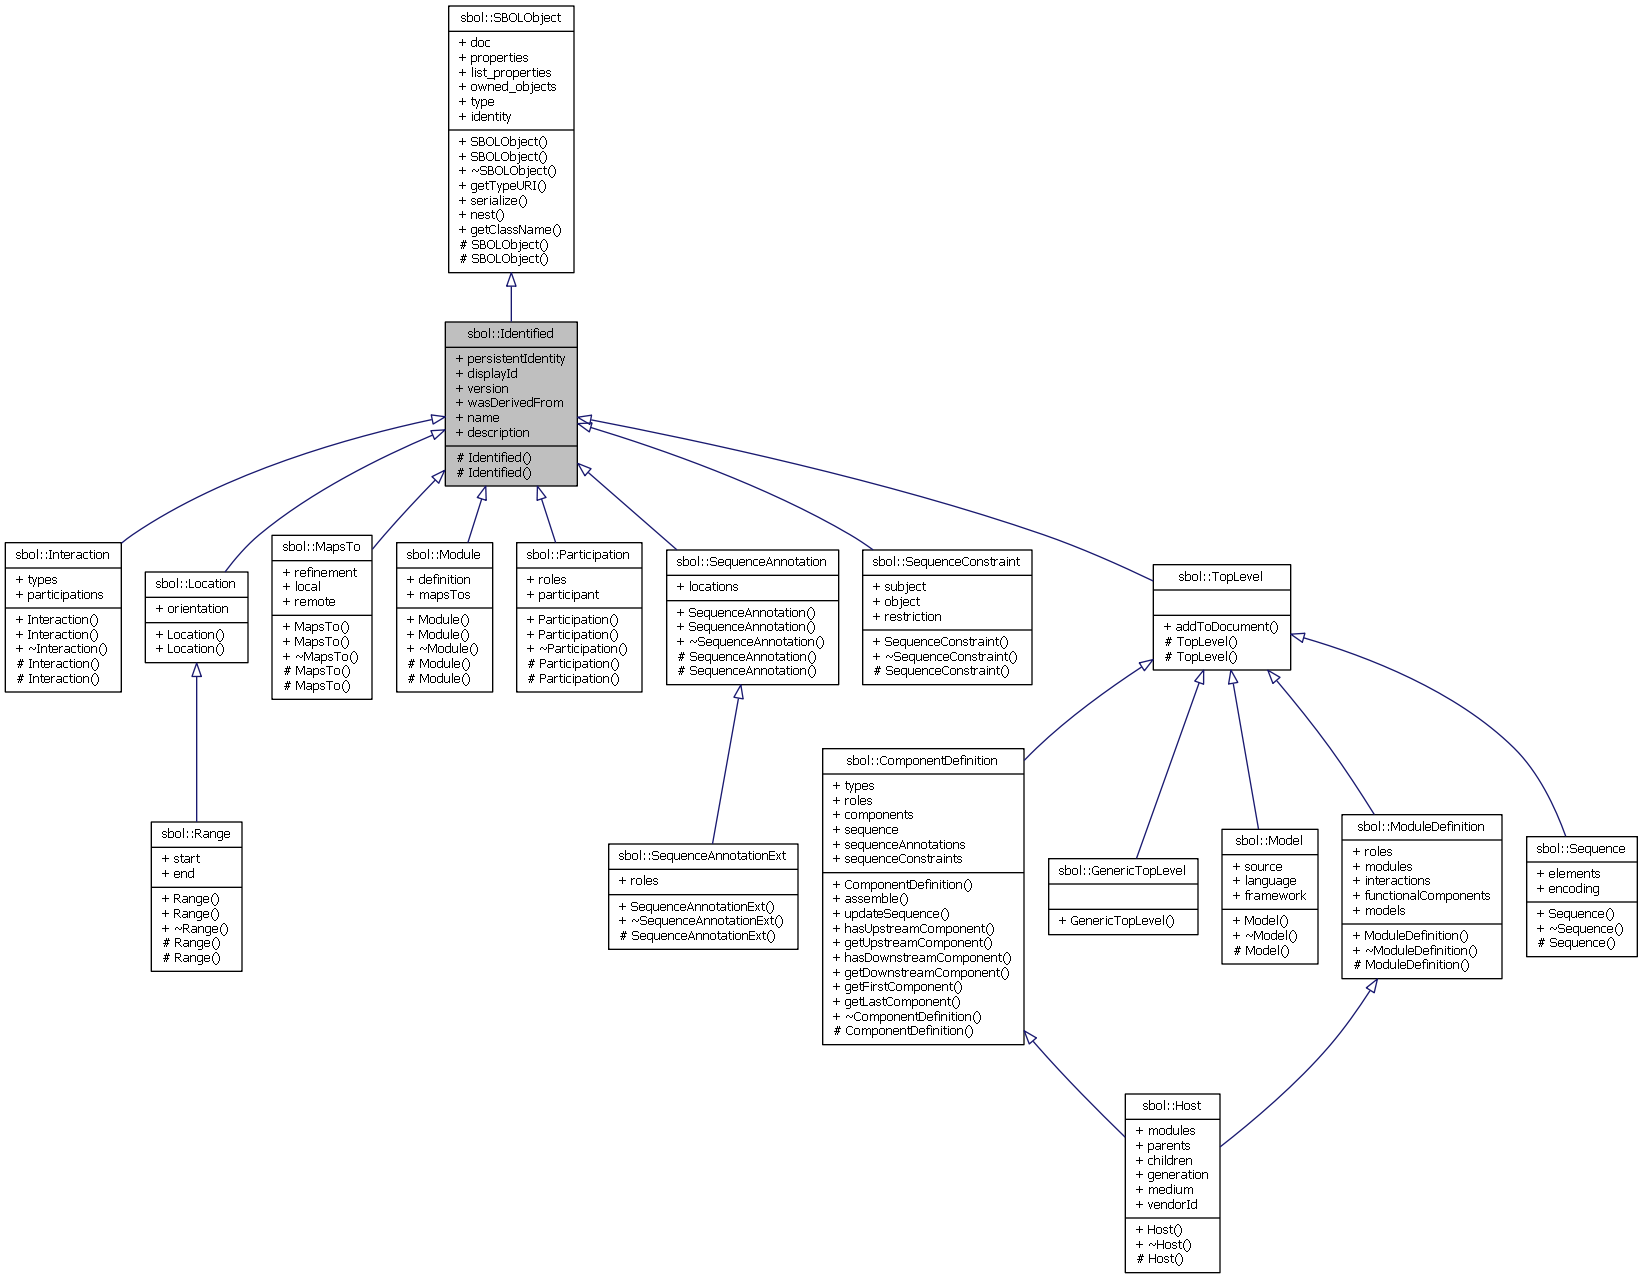 sbol::SBOLObject
+ doc
+ properties
+ list_properties
+ owned_objects
+ type
+ identity
+ SBOLObject()
+ SBOLObject()
+ ~SBOLObject()
+ getTypeURI()
+ serialize()
+ nest()
+ getClassName()
# SBOLObject()
# SBOLObject()
sbol::Identified
+ persistentIdentity
+ displayId
+ version
+ wasDerivedFrom
+ name
+ description
# Identified()
# Identified()
sbol::Interaction
+ types
+ participations
+ Interaction()
+ Interaction()
+ ~Interaction()
# Interaction()
# Interaction()
sbol::Location
+ orientation
+ Location()
+ Location()
sbol::MapsTo
+ refinement
+ local
+ remote
+ MapsTo()
+ MapsTo()
+ ~MapsTo()
# MapsTo()
# MapsTo()
sbol::Module
+ definition
+ mapsTos
+ Module()
+ Module()
+ ~Module()
# Module()
# Module()
sbol::Participation
+ roles
+ participant
+ Participation()
+ Participation()
+ ~Participation()
# Participation()
# Participation()
sbol::SequenceAnnotation
+ locations
+ SequenceAnnotation()
+ SequenceAnnotation()
+ ~SequenceAnnotation()
# SequenceAnnotation()
# SequenceAnnotation()
sbol::SequenceConstraint
+ subject
+ object
+ restriction
+ SequenceConstraint()
+ ~SequenceConstraint()
# SequenceConstraint()
sbol::TopLevel
+ addToDocument()
# TopLevel()
# TopLevel()
sbol::Range
+ start
+ end
+ Range()
+ Range()
+ ~Range()
# Range()
# Range()
sbol::SequenceAnnotationExt
+ roles
+ SequenceAnnotationExt()
+ ~SequenceAnnotationExt()
# SequenceAnnotationExt()
sbol::ComponentDefinition
+ types
+ roles
+ components
+ sequence
+ sequenceAnnotations
+ sequenceConstraints
+ ComponentDefinition()
+ assemble()
+ updateSequence()
+ hasUpstreamComponent()
+ getUpstreamComponent()
+ hasDownstreamComponent()
+ getDownstreamComponent()
+ getFirstComponent()
+ getLastComponent()
+ ~ComponentDefinition()
# ComponentDefinition()
sbol::GenericTopLevel
+ GenericTopLevel()
sbol::Model
+ source
+ language
+ framework
+ Model()
+ ~Model()
# Model()
sbol::ModuleDefinition
+ roles
+ modules
+ interactions
+ functionalComponents
+ models
+ ModuleDefinition()
+ ~ModuleDefinition()
# ModuleDefinition()
sbol::Sequence
+ elements
+ encoding
+ Sequence()
+ ~Sequence()
# Sequence()
sbol::Host
+ modules
+ parents
+ children
+ generation
+ medium
+ vendorId
+ Host()
+ ~Host()
# Host()